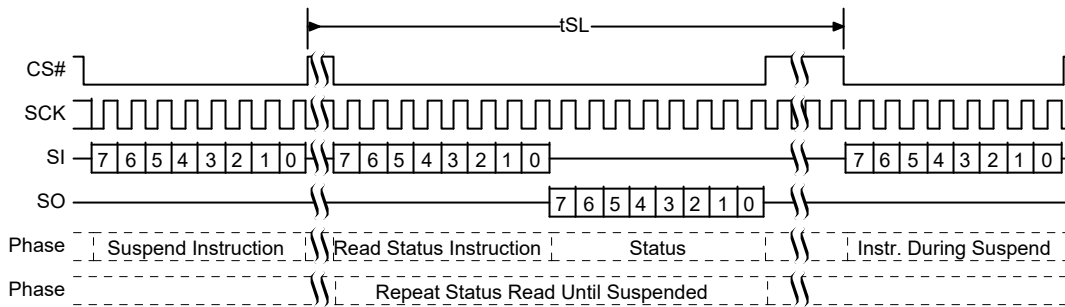 tSL
CS#
SCK
SI 7 6 5 4 3 2 1 0 7 6 5 4 3 2 1 0 7 6 5 4 3 2 1 0
SO 7 6 5 4 3 2 1 0
Phase Suspend Instruction Read Status Instruction Status Instr. During Suspend
Phase Repeat Status Read Until Suspended